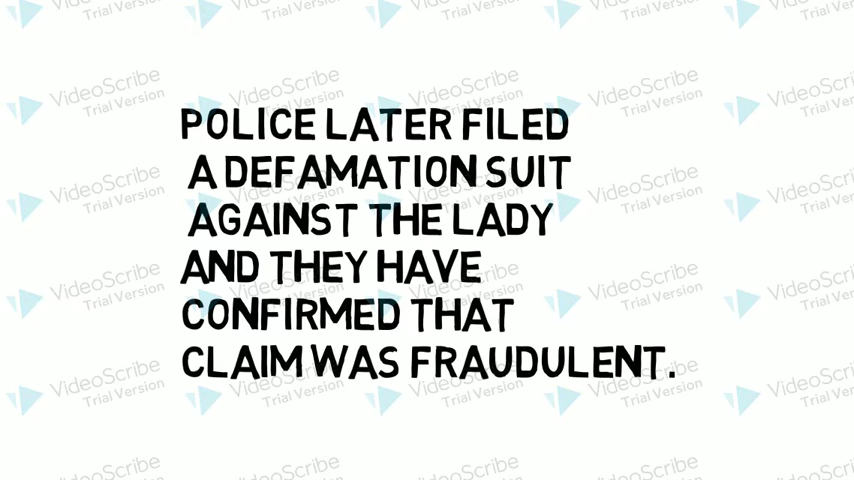 POLICE LATER FILED
A DEFAMATION SUIT
AGAINST THE LADY
AND THEY HAVE
CONFIRMED THAT
CLAIM WAS FRAUDULENT.
VideoScribe
Trial Version